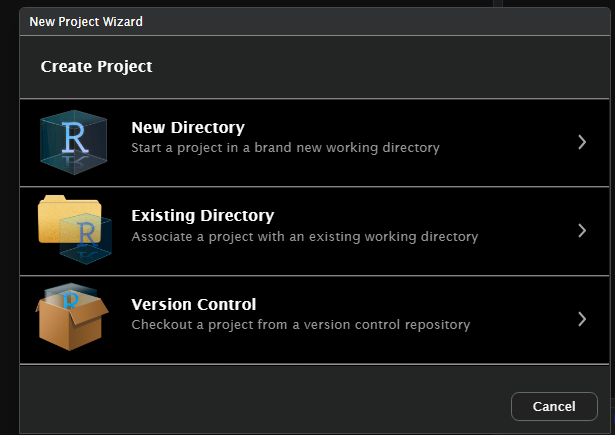 New Project Wizard
Create Project
New Directory
Start a project in a brand new working directory
Existing Directory
Associate a project with an existing working directory
Version Control
Checkout a project from a version control repository
Cancel